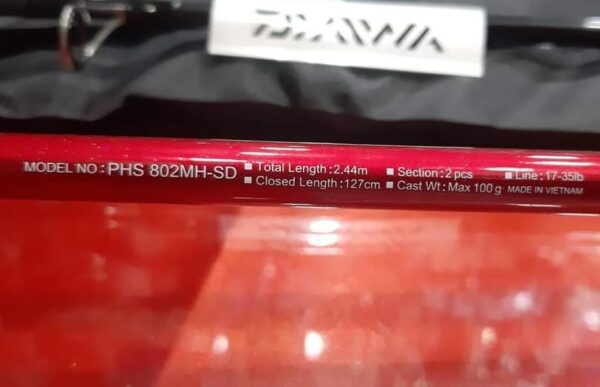 DAIWA
MODEL NO : PHS 802MH-SD ■ Total Length : 2.44m ■ Section : 2 pcs ■ Line : 17-35lb
■ Closed Length : 127cm ■ Cast Wt : Max 100 g MADE IN VIETNAM